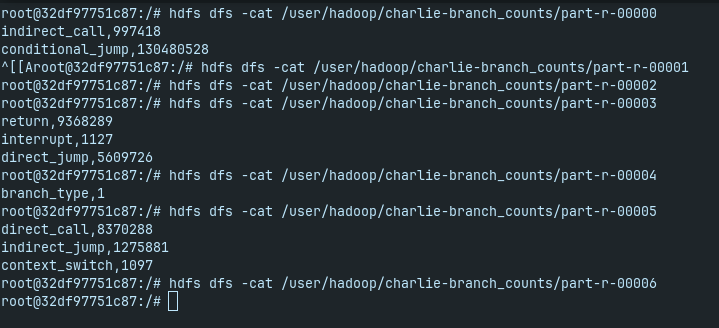 root@32df97751c87:/# hdfs dfs -cat /user/hadoop/charlie-branch_counts/part-r-00000
indirect_call,997418
conditional_jump,130480528
^[[Aroot@32df97751c87:/# hdfs dfs -cat /user/hadoop/charlie-branch_counts/part-r-00001
root@32df97751c87:/# hdfs dfs -cat /user/hadoop/charlie-branch_counts/part-r-00002
root@32df97751c87:/# hdfs dfs -cat /user/hadoop/charlie-branch_counts/part-r-00003
return,9368289
interrupt,1127
direct_jump,5609726
root@32df97751c87:/# hdfs dfs -cat /user/hadoop/charlie-branch_counts/part-r-00004
branch_type,1
root@32df97751c87:/# hdfs dfs -cat /user/hadoop/charlie-branch_counts/part-r-00005
direct_call,8370288
indirect_jump,1275881
context_switch,1097
root@32df97751c87:/# hdfs dfs -cat /user/hadoop/charlie-branch_counts/part-r-00006
root@32df97751c87:/#